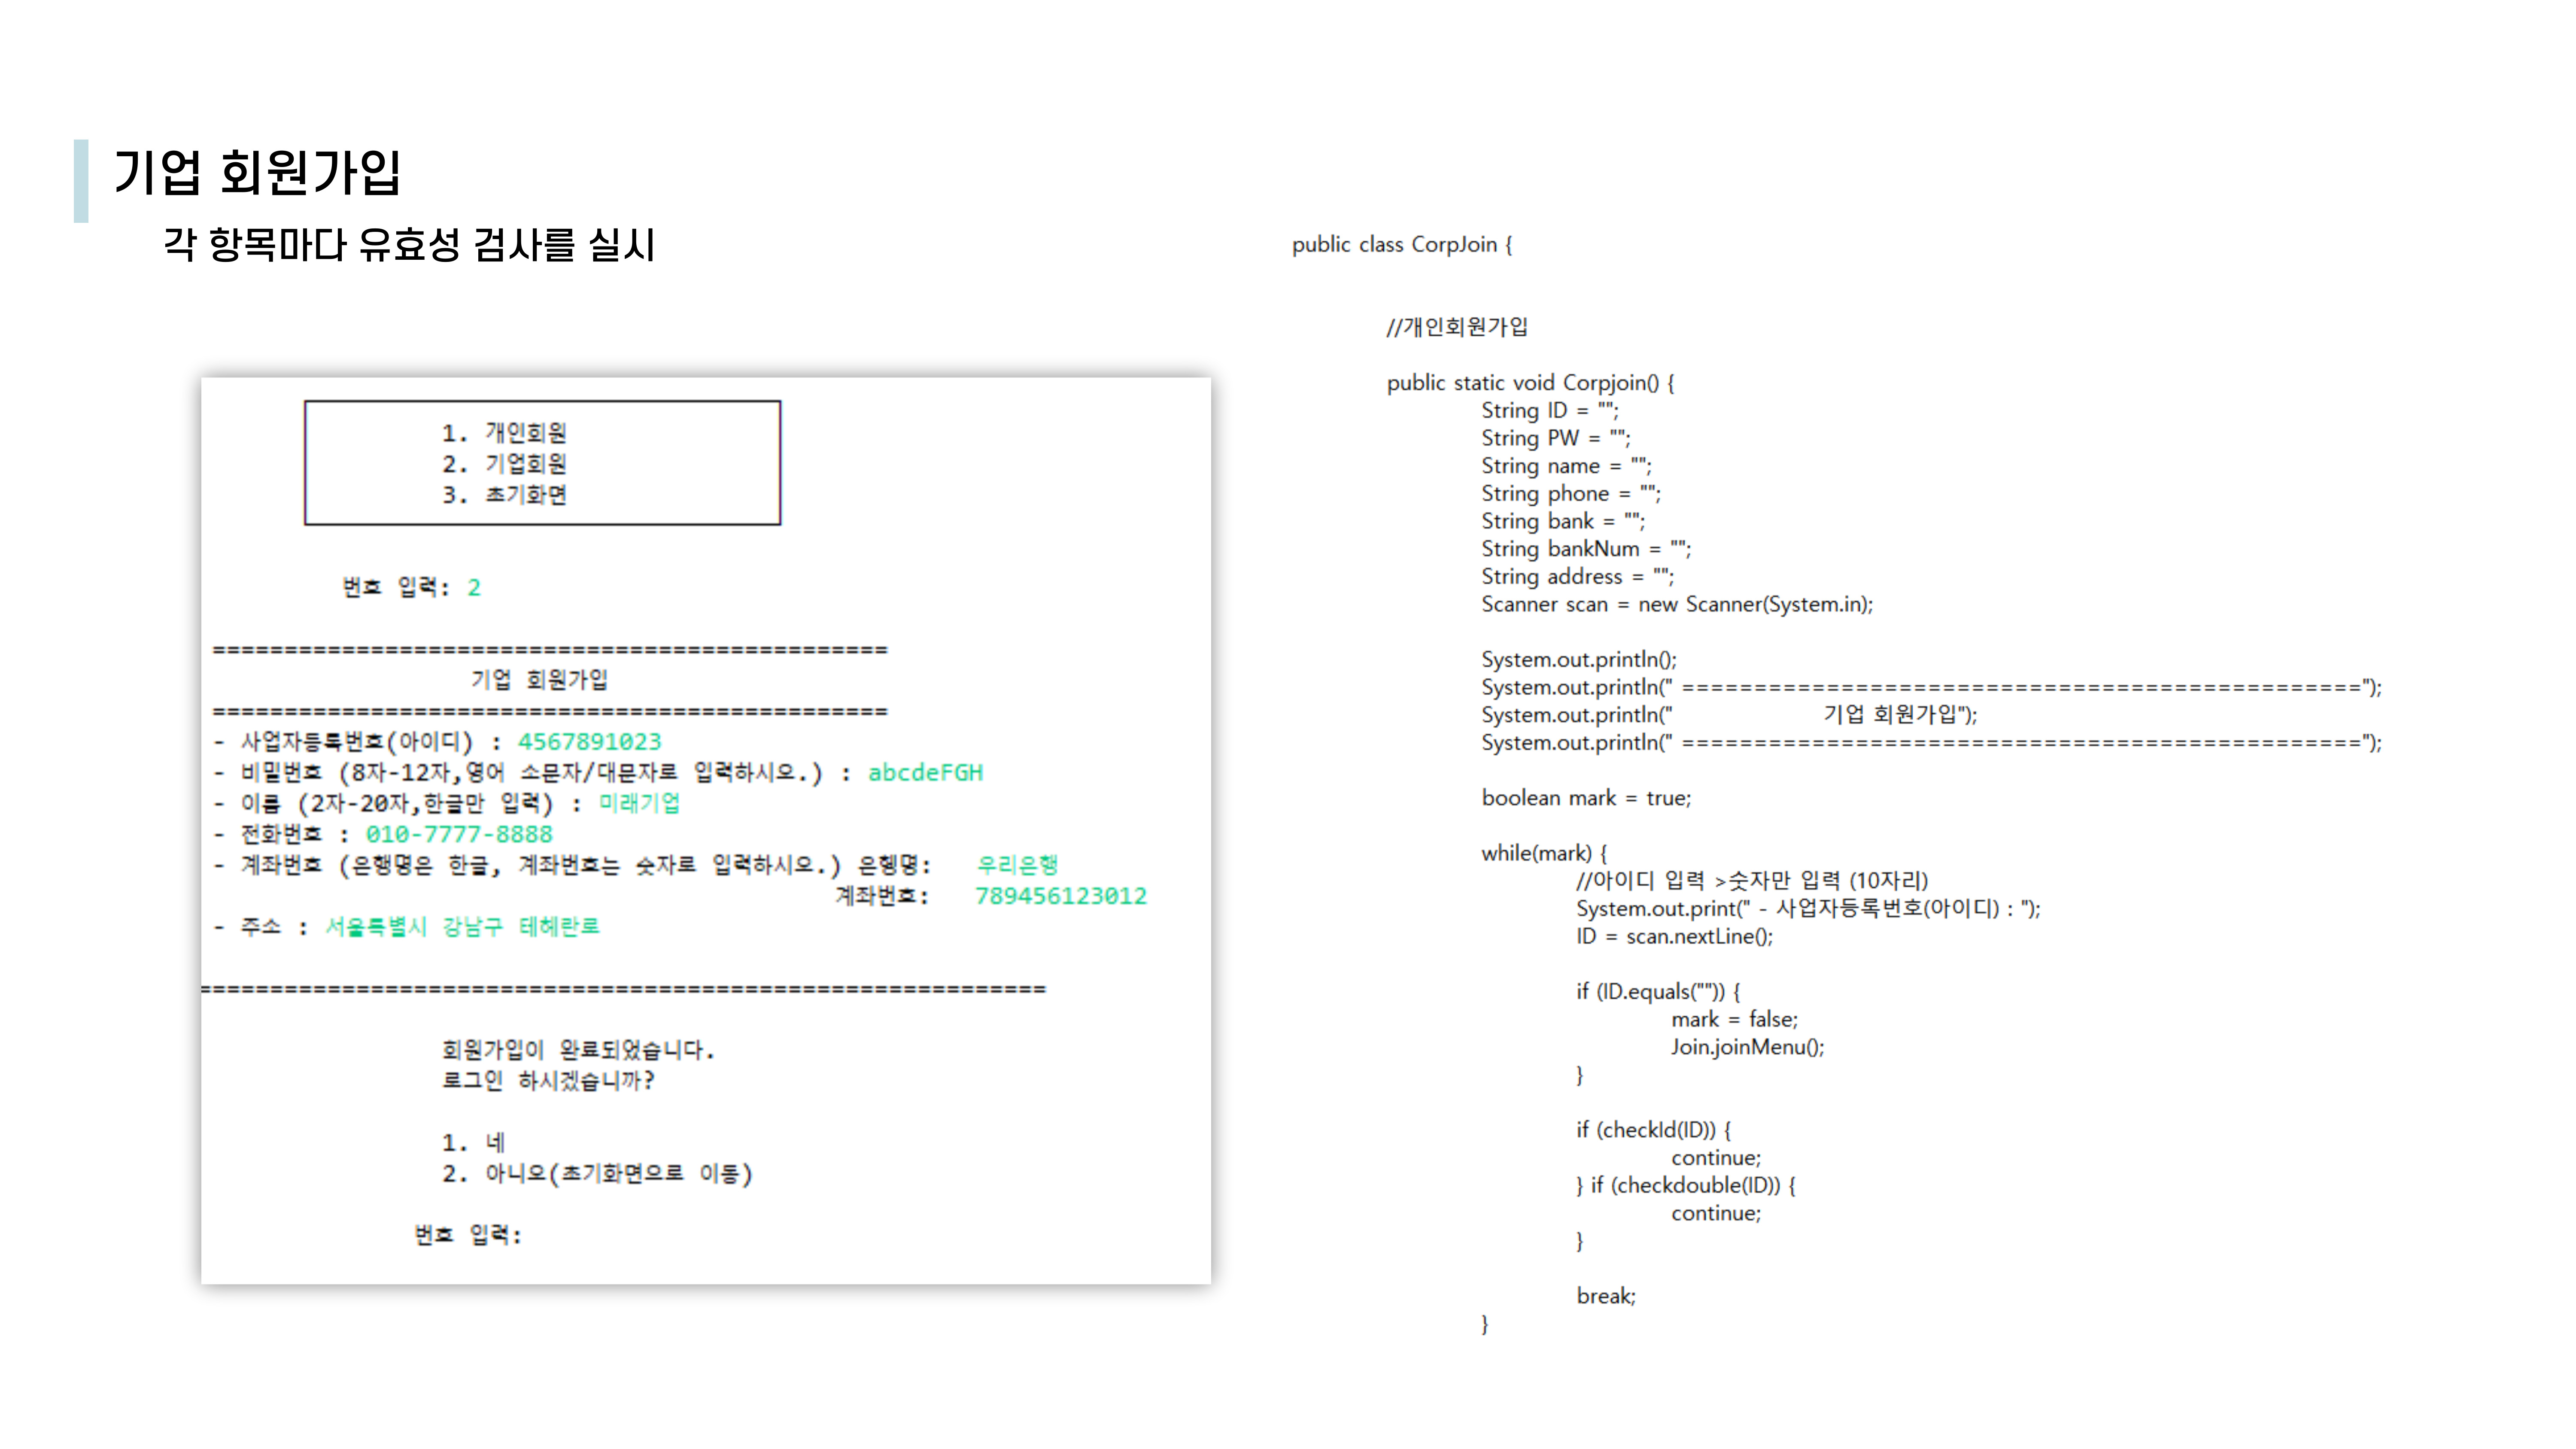 기업 회원가입
각 항목마다 유효성 검사를 실시
1. 개인회원
2. 기업회원
3. 초기화면
번호 입력: 2
===============================================
기업 회원가입
===============================================
- 사업자등록번호(아이디) : 4567891023
- 비밀번호 (8자-12자,영어 소문자/대문자로 입력하시오.) : abcdeFGH
- 이름 (2자-20자,한글만 입력) : 미래기업
- 전화번호 : 010-7777-8888
- 계좌번호 (은행명은 한글, 계좌번호는 숫자로 입력하시오.) 은행명: 우리은행
계좌번호: 789456123012
- 주소 : 서울특별시 강남구 테헤란로
===========================================================
회원가입이 완료되었습니다.
로그인 하시겠습니까?
1. 네
2. 아니오(초기화면으로 이동)
번호 입력:
public class CorpJoin {
//개인회원가입
public static void Corpjoin() {
String ID = "";
String PW = "";
String name = "";
String phone = "";
String bank = "";
String bankNum = "";
String address = "";
Scanner scan = new Scanner(System.in);
System.out.println();
System.out.println(" ===============================================");
System.out.println(" 기업 회원가입");
System.out.println(" ===============================================");
boolean mark = true;
while(mark) {
//아이디 입력 >숫자만 입력 (10자리)
System.out.print(" - 사업자등록번호(아이디) : ");
ID = scan.nextLine();
if (ID.equals("")) {
mark = false;
Join.joinMenu();
}
if (checkId(ID)) {
continue;
} if (checkdouble(ID)) {
continue;
}
break;
}